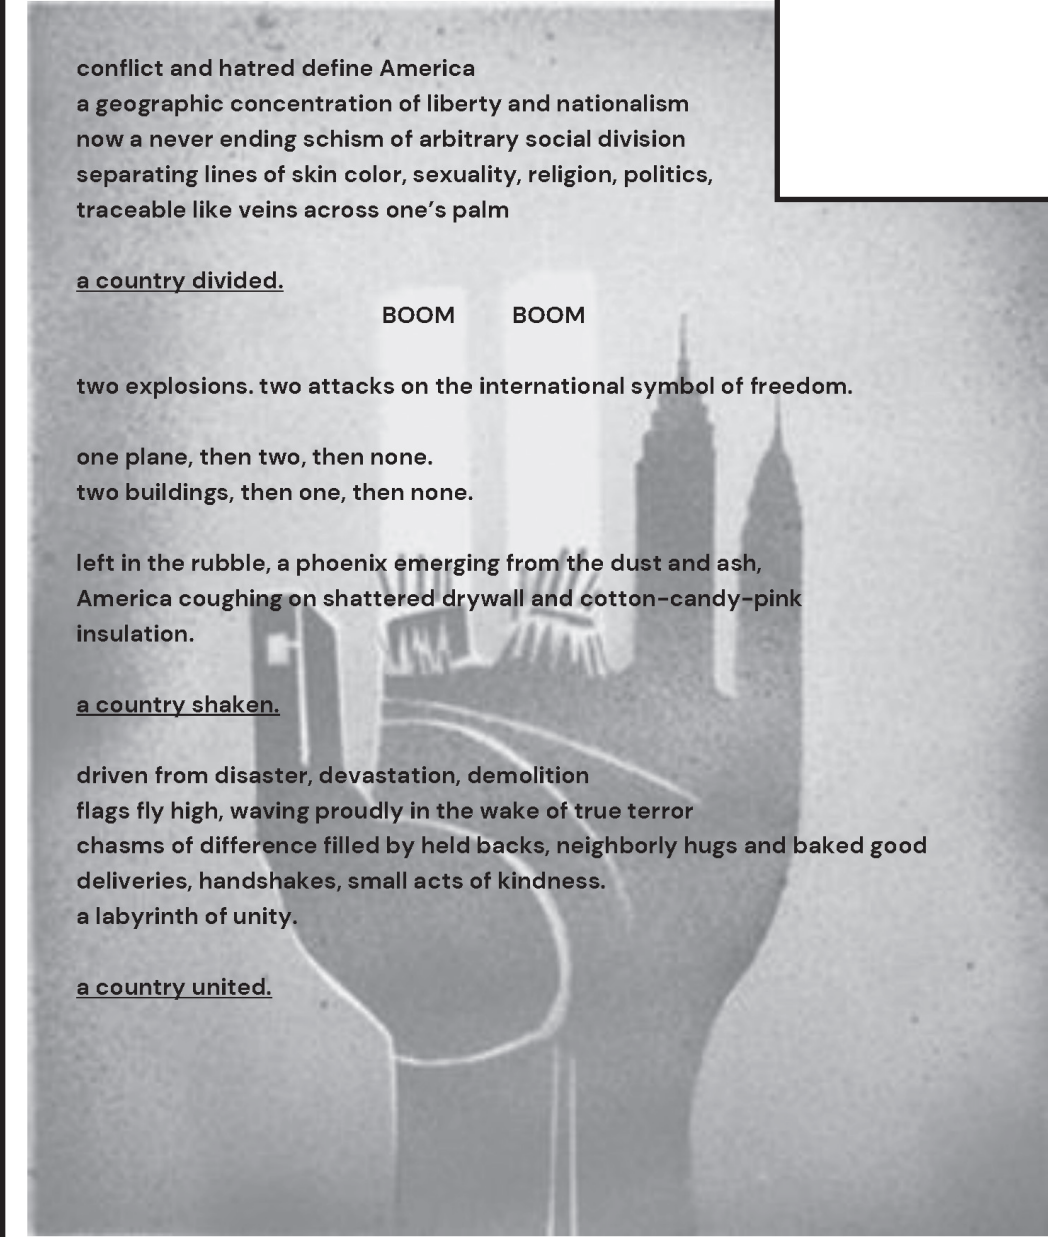 conflict and hatred define America
a geographic concentration of liberty and nationalism
now a never ending schism of arbitrary social division
separating lines of skin color, sexuality, religion, politics,
traceable like veins across one’s palm
a country divided.
BOOM BOOM
two explosions. two attacks on the international symbol of freedom.
one plane, then two, then none.
two buildings, then one, then none.
left in the rubble, a phoenix emerging from the dust and ash,
America coughing on shattered drywall and cotton-candy-pink
insulation.
a country shaken.
driven from disaster, devastation, demolition
flags fly high, waving proudly in the wake of true terror
chasms of difference filled by held backs, neighborly hugs and baked good
deliveries, handshakes, small acts of kindness.
a labyrinth of unity.
a country united.